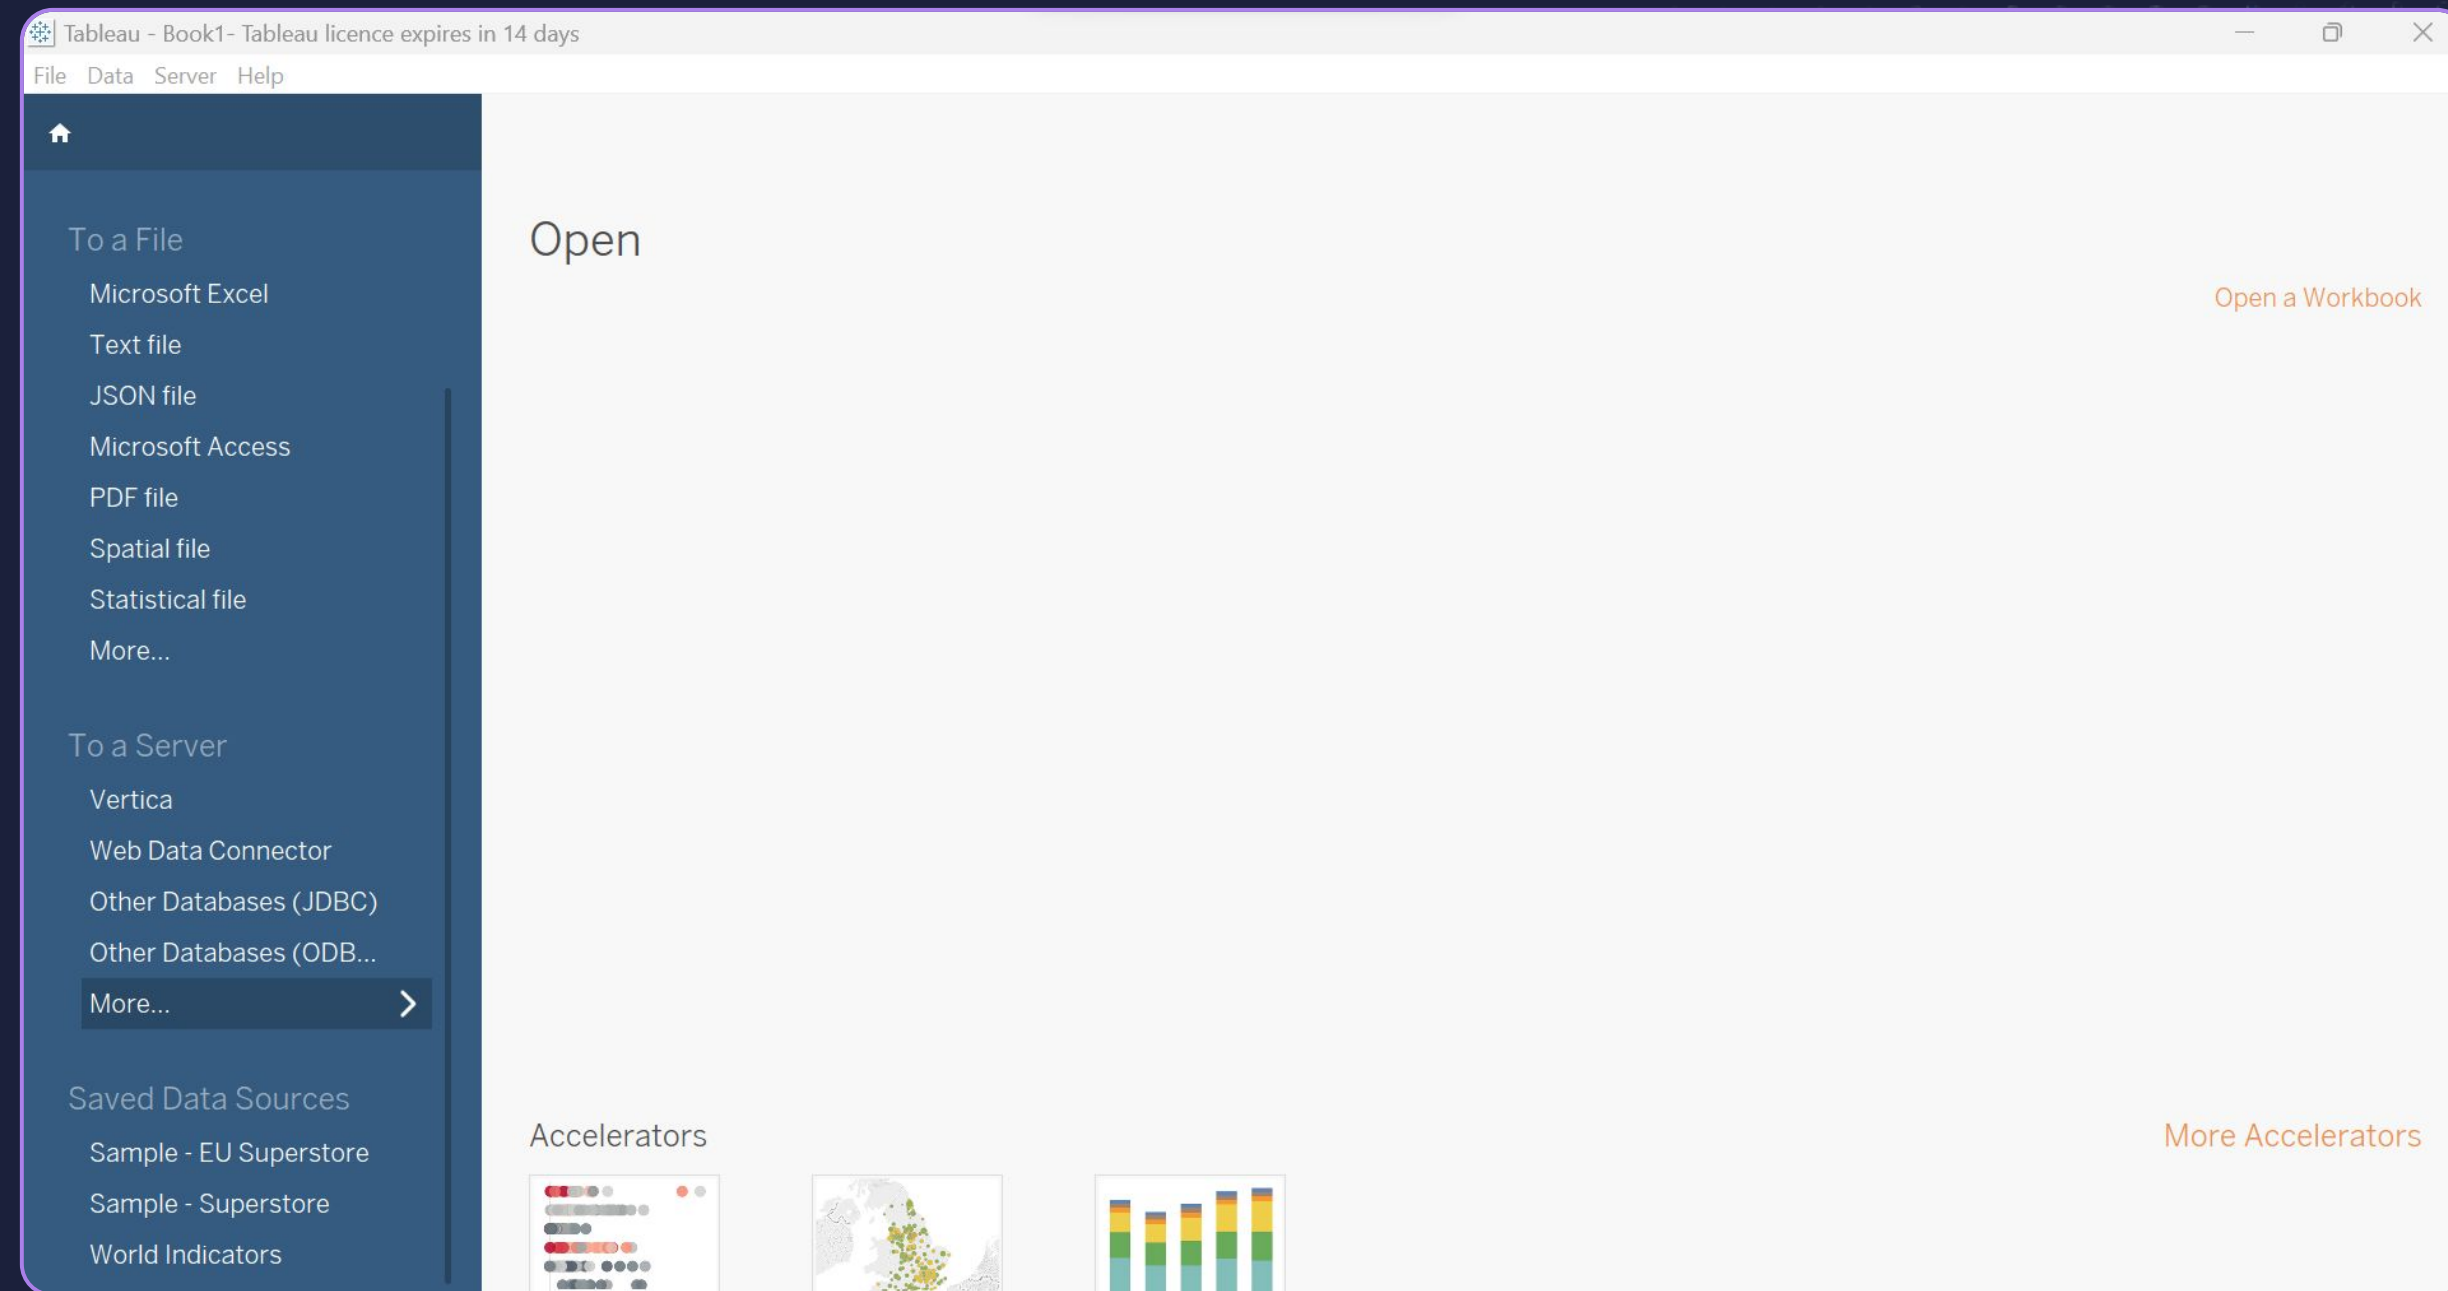 Tableau - Book1- Tableau licence expires in 14 days
File Data Server Help
To a File
Microsoft Excel
Text file
JSON file
Microsoft Access
PDF file
Spatial file
Statistical file
More...
To a Server
Vertica
Web Data Connector
Other Databases (JDBC)
Other Databases (ODB...
More...
Saved Data Sources
Sample - EU Superstore
Sample - Superstore
World Indicators
Open
Open a Workbook
Accelerators
More Accelerators